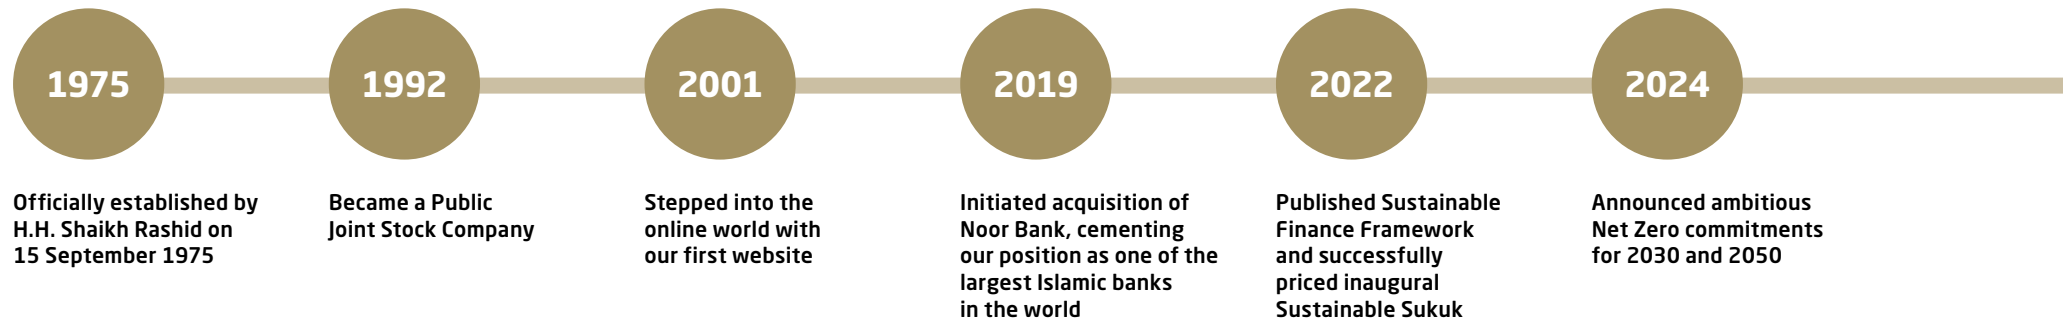 1975
Officially established by
H.H. Shaikh Rashid on
15 September 1975
1992
Became a Public
Joint Stock Company
2001
Stepped into the
online world with
our first website
2019
Initiated acquisition of
Noor Bank, cementing
our position as one of the
largest Islamic banks
in the world
2022
Published Sustainable
Finance Framework
and successfully
priced inaugural
Sustainable Sukuk
2024
Announced ambitious
Net Zero commitments
for 2030 and 2050